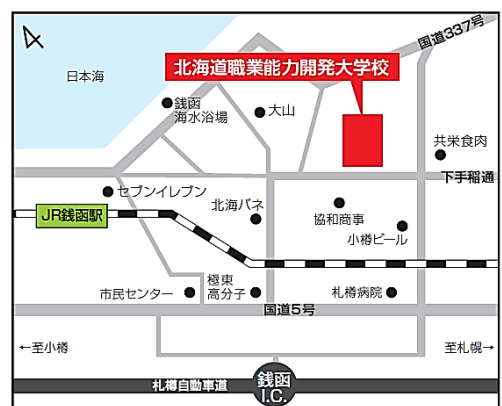 国道337号
日本海
北海道職業能力開発大学校
銭函
海水浴場
大山
共栄食肉
下手稲通
セブンイレブン
JR銭函駅
北海バネ
協和商事
小樽ビール
市民センター
極東
高分子
札樽病院
国道5号
←至小樽
至札幌→
札樽自動車道
銭函
I.C.